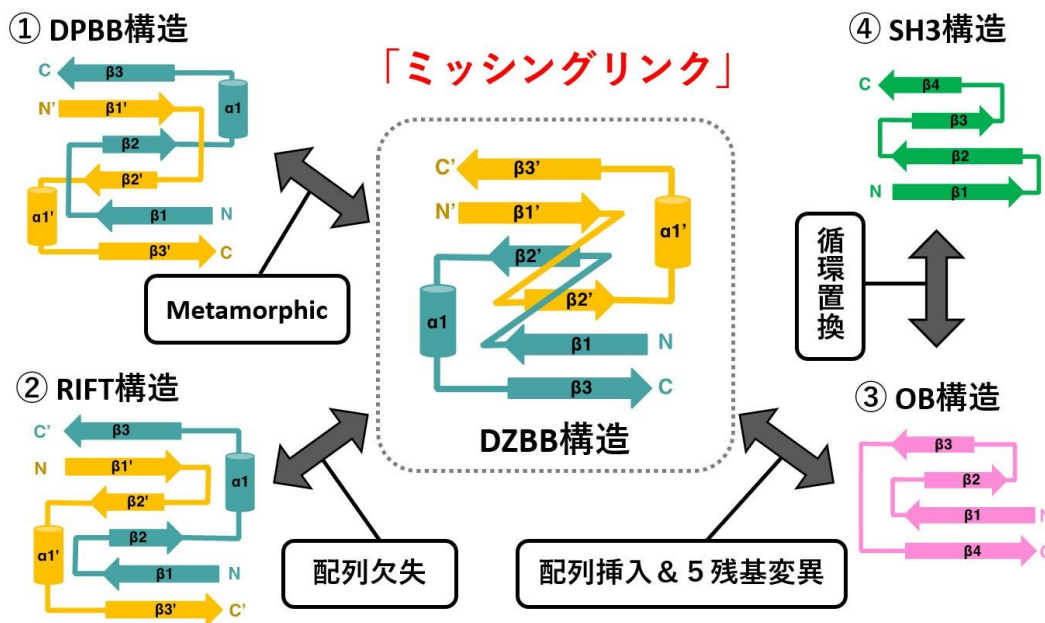 ① DPBB構造
C
β3
α1
N'
β1'
β2
β2'
α1'
β1
N
β3'
C
「ミッシングリンク」
C'
β3'
N'
β1'
α1'
β2'
α1
β2'
β1
N
β3
C
DZBB構造
④ SH3構造
C
β4
β3
β2
N
β1
Metamorphic
循環置換
② RIFT構造
C'
β3
N
β1'
α1
β2'
β2
α1'
β1
N
β3'
C'
③ OB構造
β3
β2
β1
N
β4
C
配列欠失
配列挿入&5残基変異